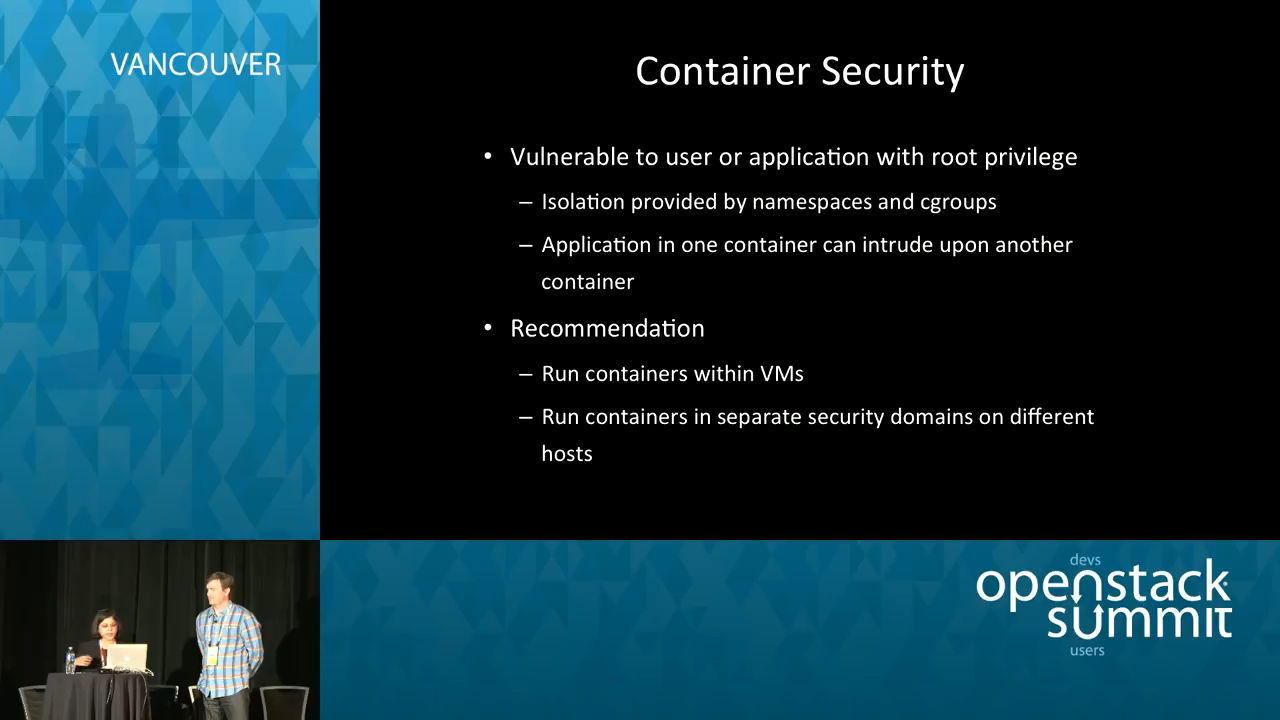 VANCOUVER
Container Security
• Vulnerable to user or application with root privilege
– Isolation provided by namespaces and cgroups
– Application in one container can intrude upon another
container
• Recommendation
– Run containers within VMs
– Run containers in separate security domains on different
hosts
devs
openstack
summit
users